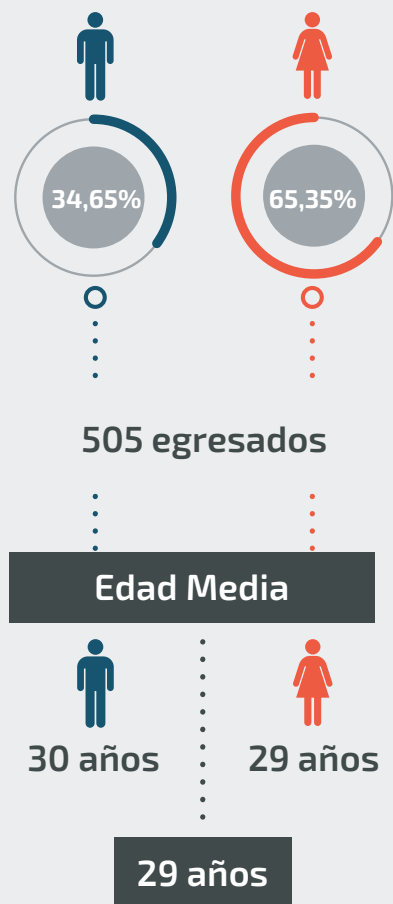 34,65%
65,35%
505 egresados
Edad Media
30 años
29 años
29 años